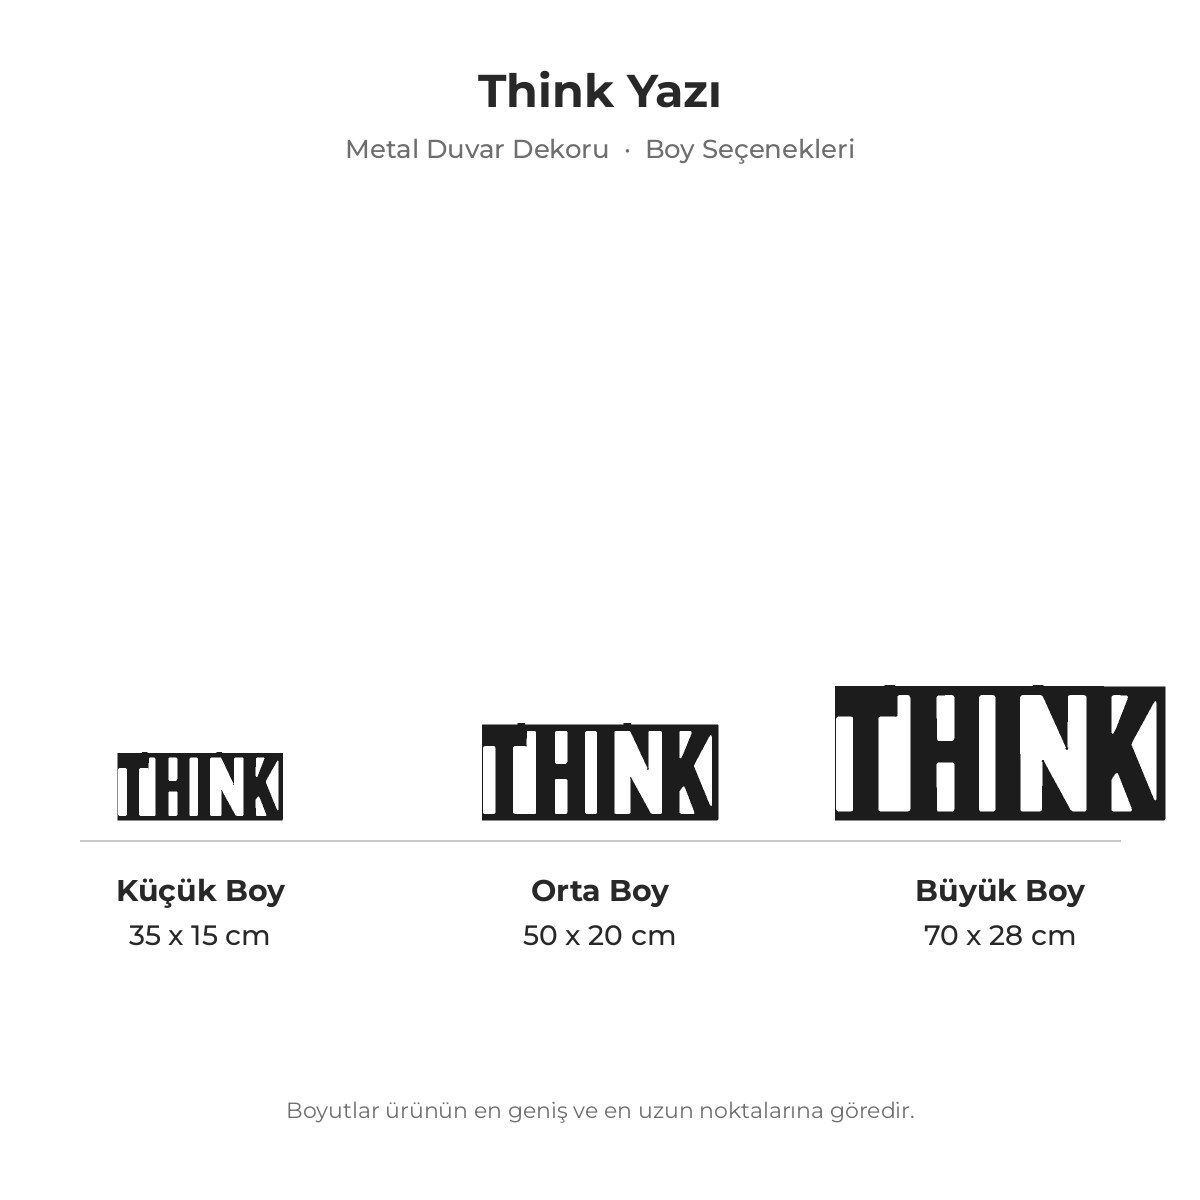 Think Yazı
Metal Duvar Dekoru · Boy Seçenekleri
THINK THINK THINK
Küçük Boy Orta Boy Büyük Boy
35 x 15 cm 50 x 20 cm 70 x 28 cm
Boyutlar ürünün en geniş ve en uzun noktalarına göredir.